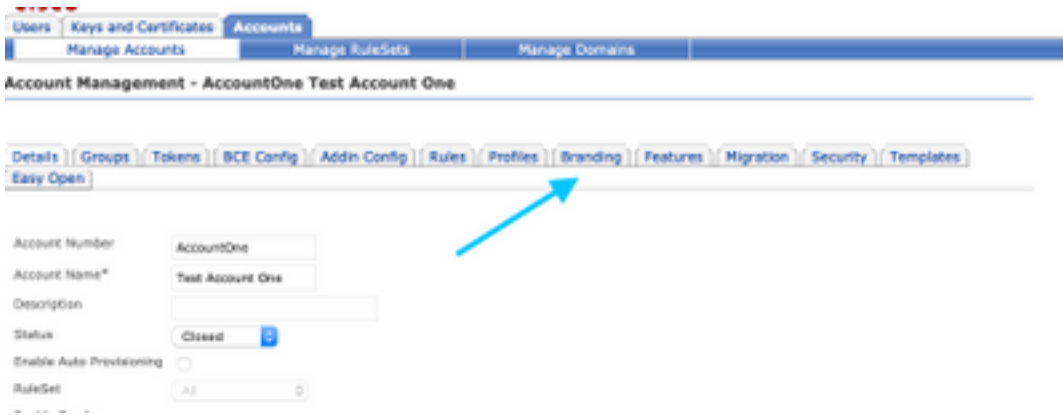 Users Keys and Certificates Accounts
Manage Accounts Manage RuleSets Manage Domains
Account Management - AccountOne Test Account One
Details Groups Tokens BCE Config Addin Config Rules Profiles Branding Features Migration Security Templates
Easy Open
Account Number AccountOne
Account Name* Test Account One
Description
Status Closed
Enable Auto Provisioning
RuleSet All